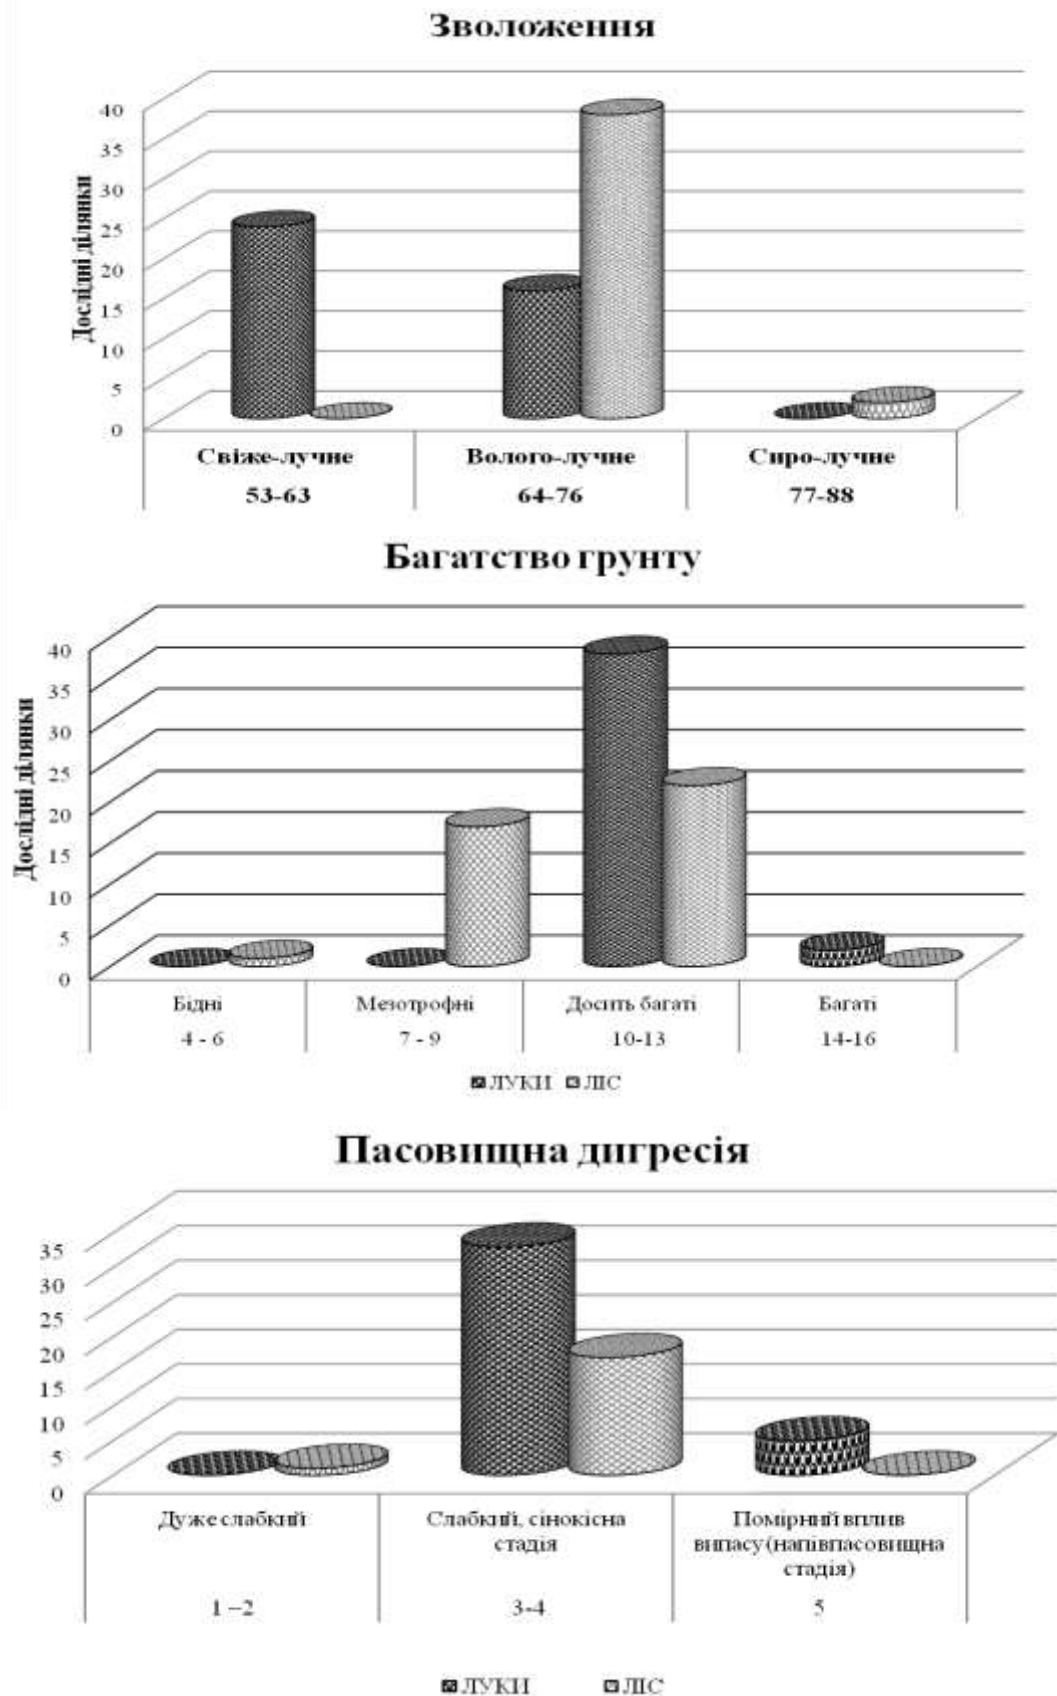 Зволоження
40
35
30
25
20
15
10
5
0
Дослідні ділянки
Свіже-лучне Волого-лучне Сиро-лучне
53-63 64-76 77-88
Багатство грунту
40
35
30
25
20
15
10
5
0
Дослідні ділянки
Бідні Мезотрофні Досить багаті Багаті
4 - 6 7 - 9 10-13 14-16
ЛУКИ ЛІС
Пасовищна дигресія
35
30
25
20
15
10
5
0
Дуже слабкий Слабкий, сінокісна Помірний вплив
стадія випасу (напівпасовищна
стадія)
1 –2 3-4 5
ЛУКИ ЛІС